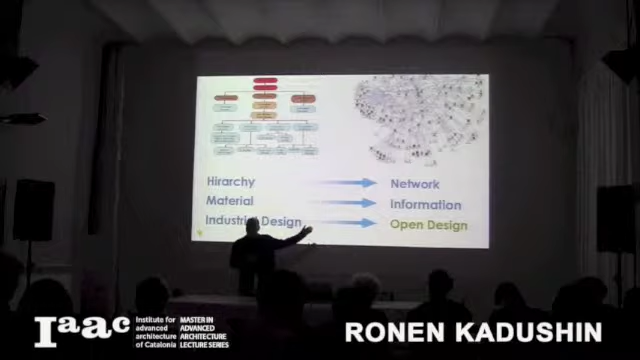 Hirarchy
Network
Material
Information
Industrial Design
Open Design
Iaac
Institute for
advanced
architecture
of Catalonia
MASTER IN
ADVANCED
ARCHITECTURE
LECTURE SERIES
RONEN KADUSHIN